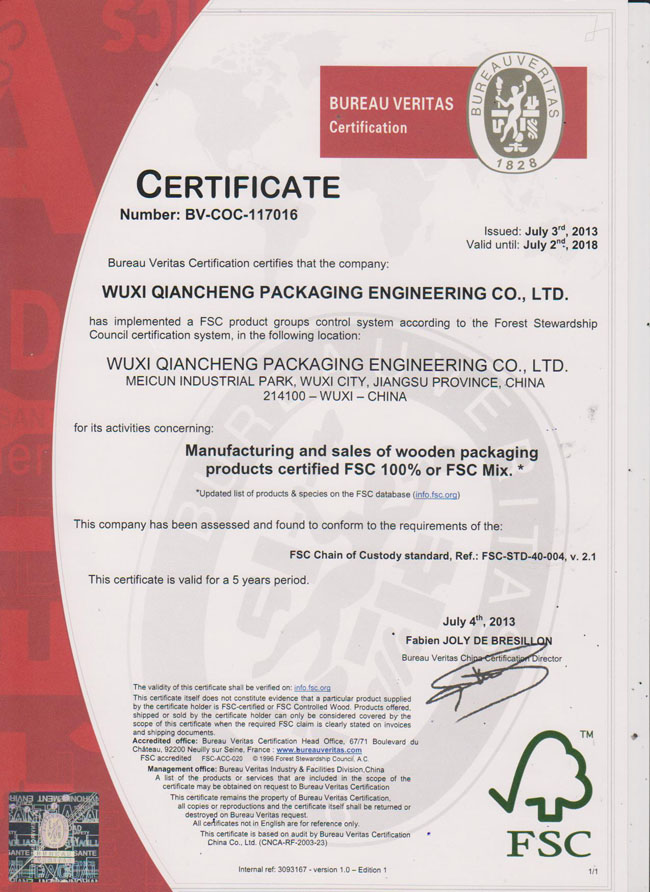 BUREAU VERITAS
Certification
BUREAU VERITAS
1828
CERTIFICATE
Number: BV-COC-117016
Issued: July 3rd, 2013
Valid until: July 2nd, 2018
Bureau Veritas Certification certifies that the company:
WUXI QIANCHENG PACKAGING ENGINEERING CO., LTD.
has implemented a FSC product groups control system according to the Forest Stewardship
Council certification system, in the following location:
WUXI QIANCHENG PACKAGING ENGINEERING CO., LTD.
MEICUN INDUSTRIAL PARK, WUXI CITY, JIANGSU PROVINCE, CHINA
214100 – WUXI – CHINA
for its activities concerning:
Manufacturing and sales of wooden packaging
products certified FSC 100% or FSC Mix. *
*Updated list of products & species on the FSC database (info.fsc.org)
This company has been assessed and found to conform to the requirements of the:
FSC Chain of Custody standard, Ref.: FSC-STD-40-004, v. 2.1
This certificate is valid for a 5 years period.
July 4th, 2013
Fabien JOLY DE BRESILLON
Bureau Veritas China Certification Director
The validity of this certificate shall be verified on: info.fsc.org
This certificate itself does not constitute evidence that a particular product supplied
by the certificate holder is FSC-certified or FSC Controlled Wood. Products offered,
shipped or sold by the certificate holder can only be considered covered by the
scope of this certificate when the required FSC claim is clearly stated on invoices
and shipping documents.
Accredited office: Bureau Veritas Certification Head Office, 67/71 Boulevard du
Château, 92200 Neuilly sur Seine, France : www.bureauveritas.com
FSC accredited FSC-ACC-020 © 1996 Forest Stewardship Council, A.C.
Management office: Bureau Veritas Industry & Facilities Division,China
A list of the products or services that are included in the scope of the
certificate may be obtained on request to Bureau Veritas Certification
This certificate remains the property of Bureau Veritas Certification,
all copies or reproductions and the certificate itself shall be returned or
destroyed on Bureau Veritas request.
All certificates not in English are for reference only.
This certificate is based on audit by Bureau Veritas Certification
China Co., Ltd. (CNCA-RF-2003-23)
TM
FSC
Internal ref: 3093167 - version 1.0 – Edition 1
1/1